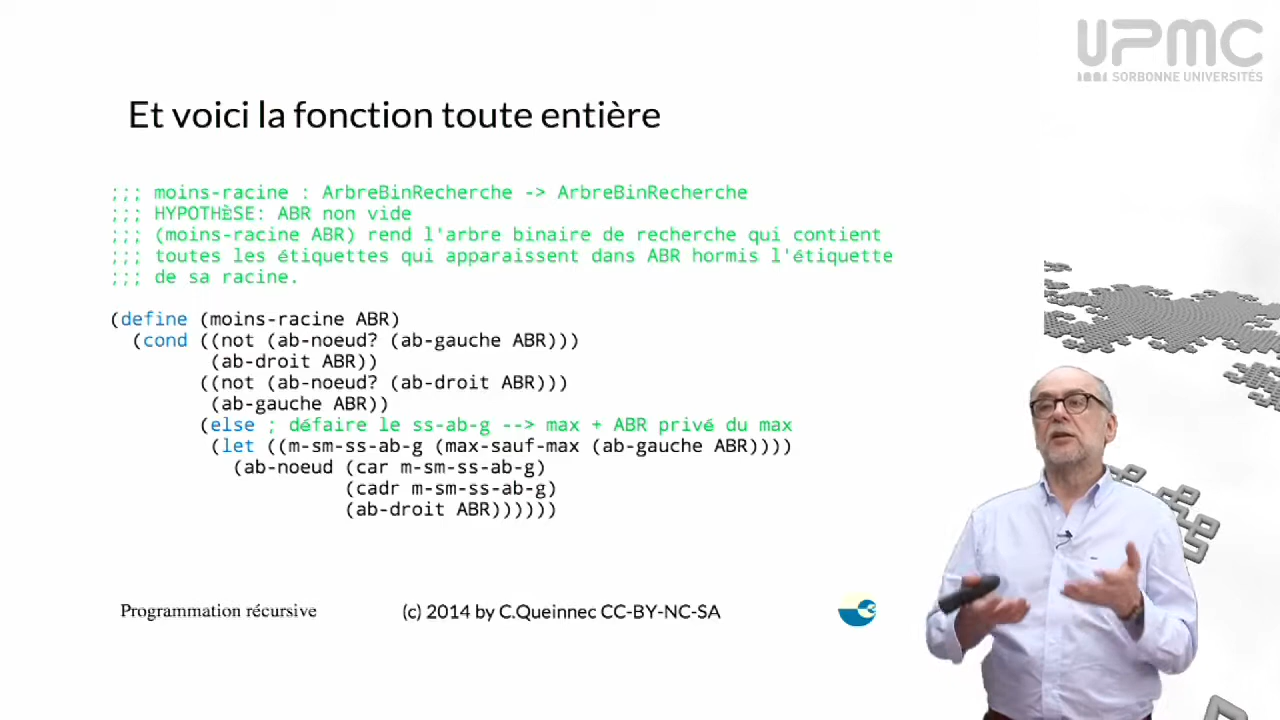 UPMC
SORBONNE UNIVERSITÉS
Et voici la fonction toute entière
;;; moins-racine : ArbreBinRecherche -> ArbreBinRecherche
;;; HYPOTHÈSE: ABR non vide
;;; (moins-racine ABR) rend l'arbre binaire de recherche qui contient
;;; toutes les étiquettes qui apparaissent dans ABR hormis l'étiquette
;;; de sa racine.
(define (moins-racine ABR)
  (cond ((not (ab-noeud? (ab-gauche ABR)))
         (ab-droit ABR))
        ((not (ab-noeud? (ab-droit ABR)))
         (ab-gauche ABR))
        (else ; défaire le ss-ab-g --> max + ABR privé du max
         (let ((m-sm-ss-ab-g (max-sauf-max (ab-gauche ABR))))
           (ab-noeud (car m-sm-ss-ab-g)
                     (cadr m-sm-ss-ab-g)
                     (ab-droit ABR))))))
Programmation récursive (c) 2014 by C.Queinnec CC-BY-NC-SA